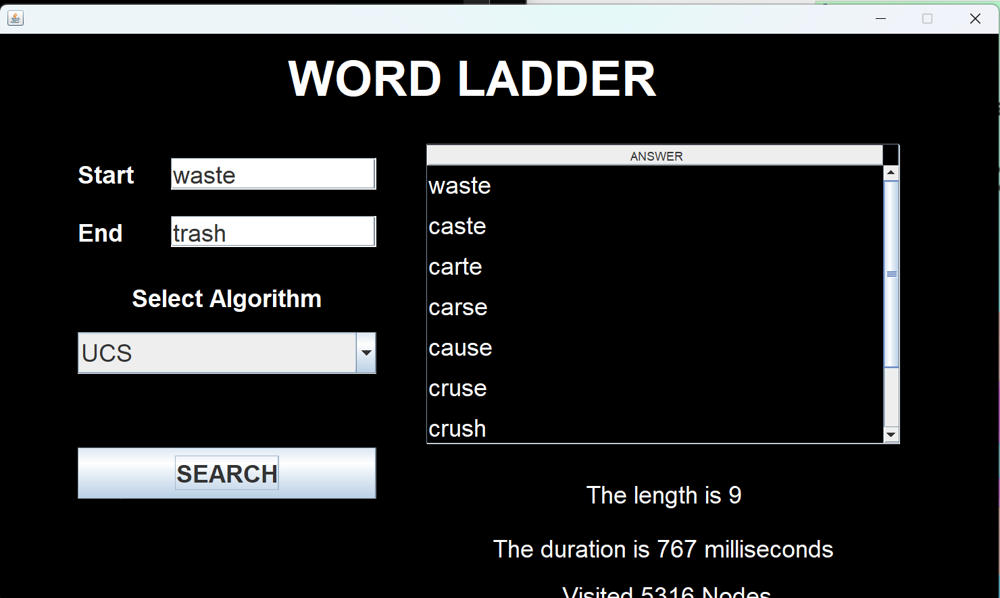 WORD LADDER
Start
waste
End
trash
Select Algorithm
UCS
SEARCH
ANSWER
waste
caste
carte
carse
cause
cruse
crush
The length is 9
The duration is 767 milliseconds
Visited 5316 Nodes